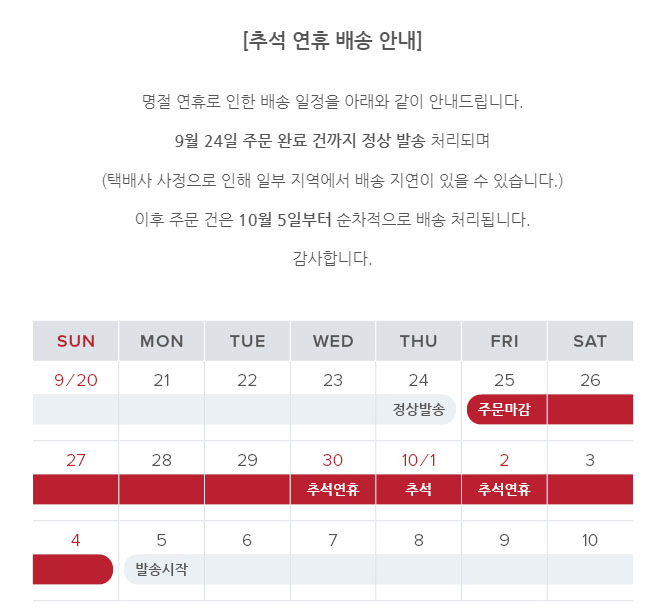 [추석 연휴 배송 안내]
명절 연휴로 인한 배송 일정을 아래와 같이 안내드립니다.
9월 24일 주문 완료 건까지 정상 발송 처리되며
(택배사 사정으로 인해 일부 지역에서 배송 지연이 있을 수 있습니다.)
이후 주문 건은 10월 5일부터 순차적으로 배송 처리됩니다.
감사합니다.
SUN MON TUE WED THU FRI SAT
9/20 21 22 23 24 25 26
정상발송 주문마감
27 28 29 30 10/1 2 3
추석연휴 추석 추석연휴
4 5 6 7 8 9 10
발송시작